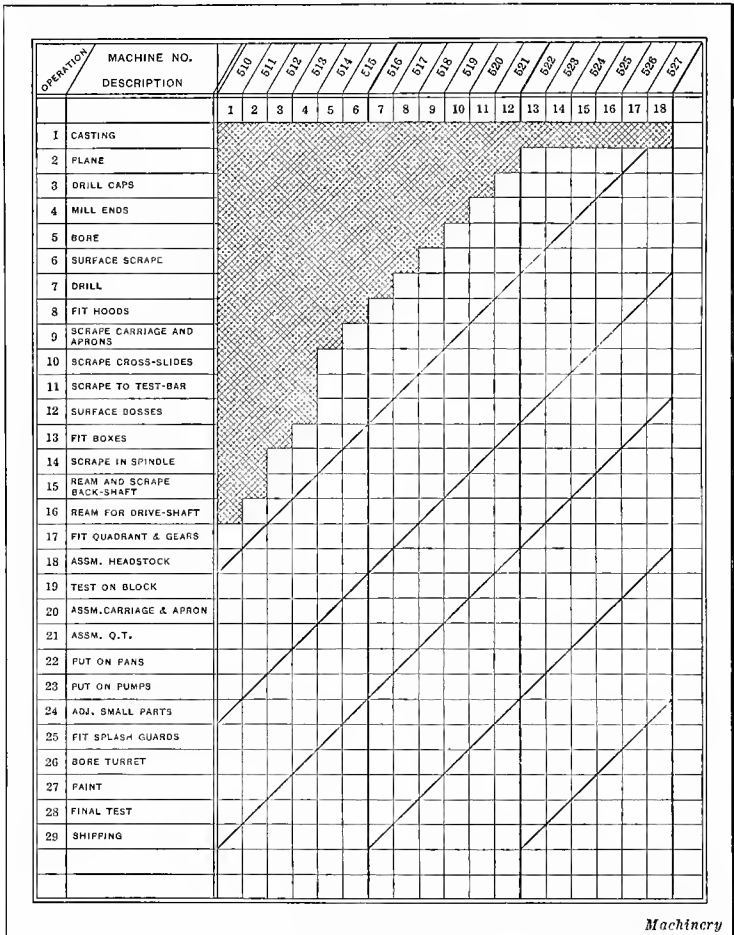 OPERATION MACHINE NO. 510 511 512 513 514 515 516 517 518 519 520 521 522 523 524 525 526 527
DESCRIPTION
1 2 3 4 5 6 7 8 9 10 11 12 13 14 15 16 17 18
1 CASTING
2 PLANE
3 DRILL CAPS
4 MILL ENDS
5 BORE
6 SURFACE SCRAPE
7 DRILL
8 FIT HOODS
9 SCRAPE CARRIAGE AND
APRONS
10 SCRAPE CROSS-SLIDES
11 SCRAPE TO TEST-BAR
12 SURFACE BOSSES
13 FIT BOXES
14 SCRAPE IN SPINDLE
15 REAM AND SCRAPE
BACK-SHAFT
16 REAM FOR DRIVE-SHAFT
17 FIT QUADRANT & GEARS
18 ASSM. HEADSTOCK
19 TEST ON BLOCK
20 ASSM.CARRIAGE & APRON
21 ASSM. Q.T.
22 PUT ON PANS
23 PUT ON PUMPS
24 ADJ. SMALL PARTS
25 FIT SPLASH GUARDS
26 BORE TURRET
27 PAINT
28 FINAL TEST
29 SHIPPING
Machinery